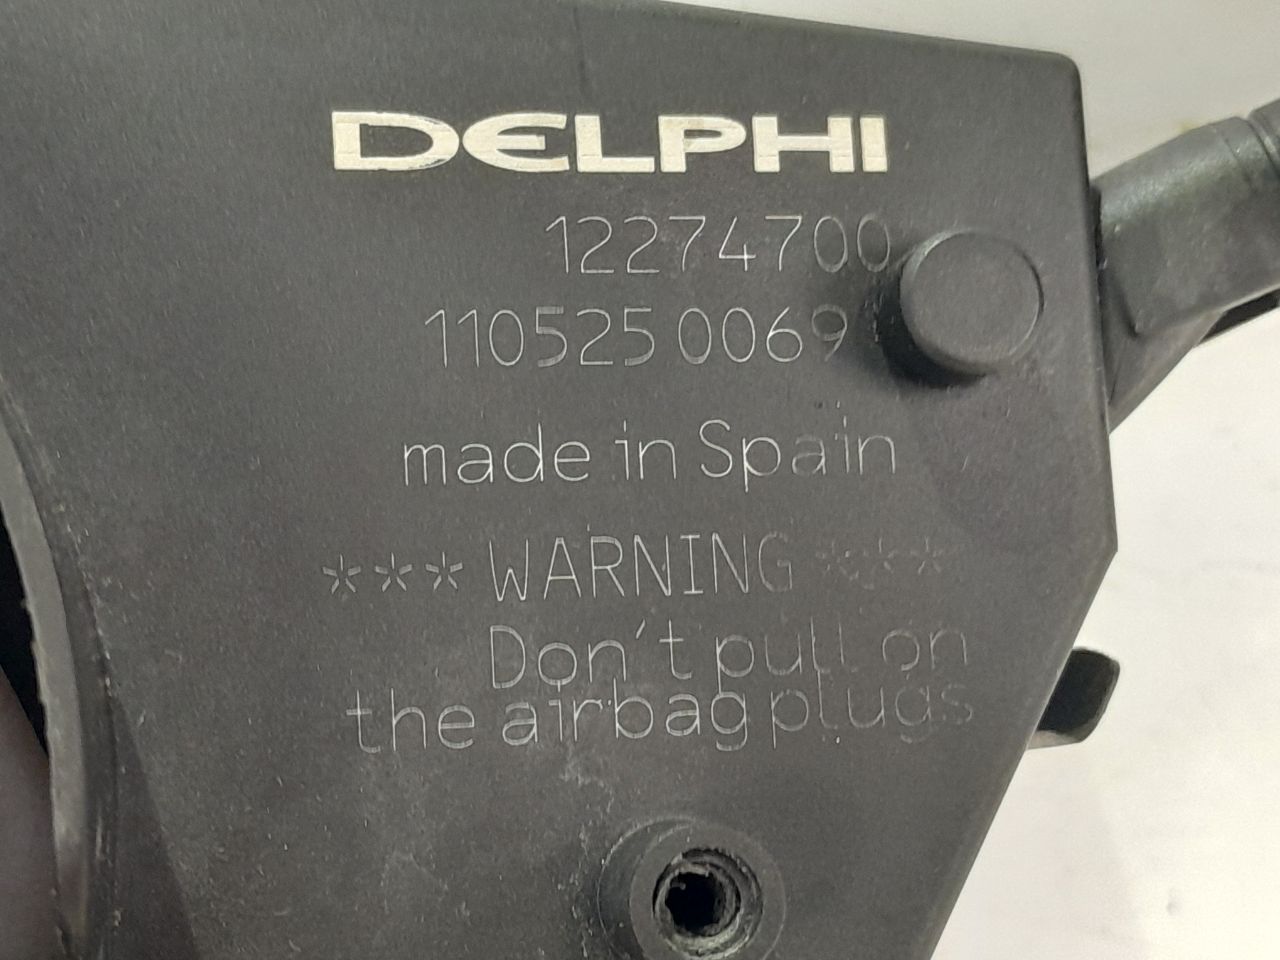 DELPHI
12274700
110525 0069
made in Spain
*** WARNING ***
Don't pull on
the airbag plugs